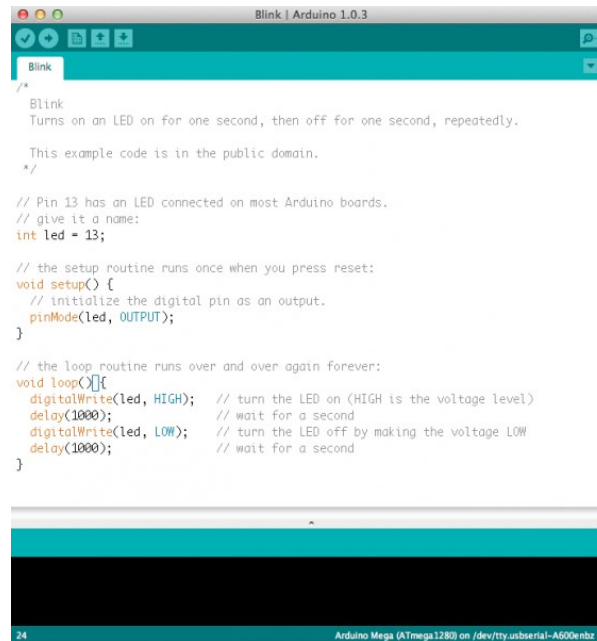 Blink | Arduino 1.0.3
Blink
/*
  Blink
  Turns on an LED on for one second, then off for one second, repeatedly.

  This example code is in the public domain.
 */

// Pin 13 has an LED connected on most Arduino boards.
// give it a name:
int led = 13;

// the setup routine runs once when you press reset:
void setup() {
  // initialize the digital pin as an output.
  pinMode(led, OUTPUT);
}

// the loop routine runs over and over again forever:
void loop() {
  digitalWrite(led, HIGH);   // turn the LED on (HIGH is the voltage level)
  delay(1000);               // wait for a second
  digitalWrite(led, LOW);    // turn the LED off by making the voltage LOW
  delay(1000);               // wait for a second
}
24 Arduino Mega (ATmega1280) on /dev/tty.usbserial-A600enbz